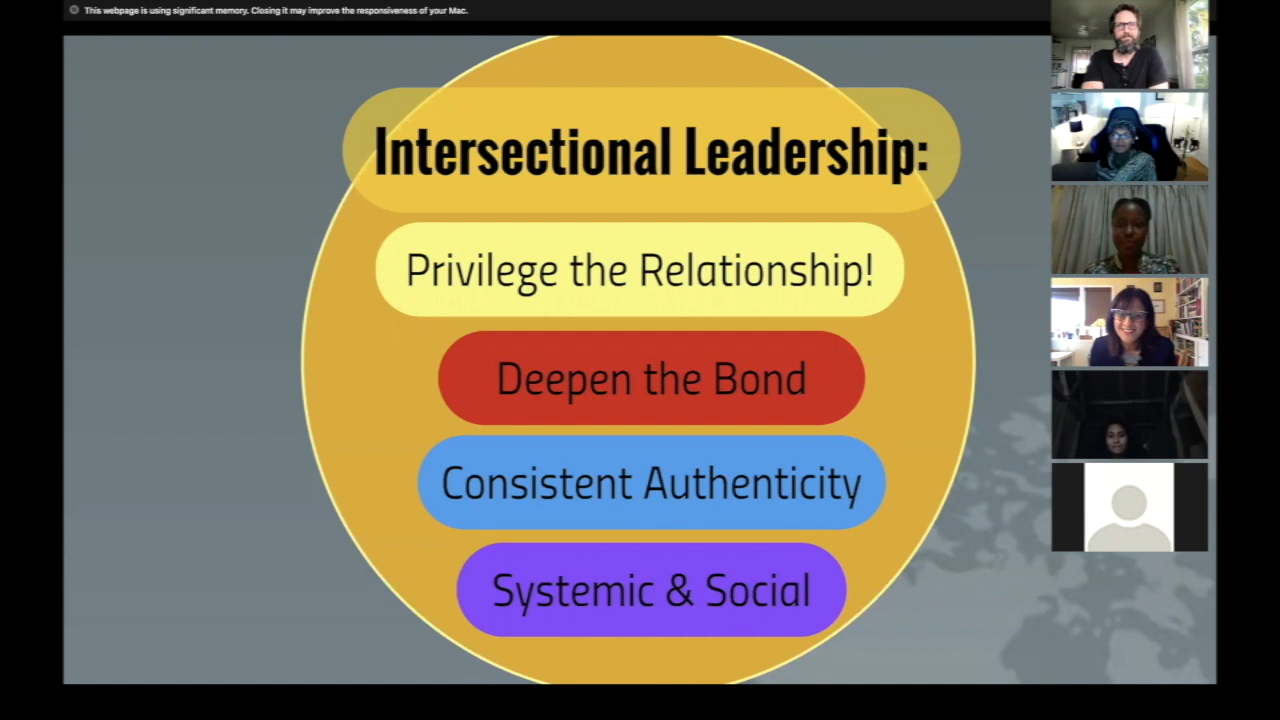 This webpage is using significant memory. Closing it may improve the responsiveness of your Mac.
Intersectional Leadership:
Privilege the Relationship!
Deepen the Bond
Consistent Authenticity
Systemic & Social